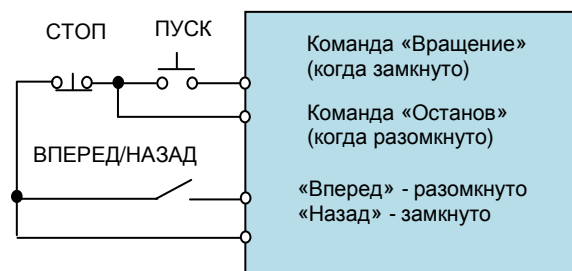 СТОП
ПУСК
Команда «Вращение»
(когда замкнуто)
Команда «Останов»
(когда разомкнуто)
ВПЕРЕД/НАЗАД
«Вперед» - разомкнуто
«Назад» - замкнуто